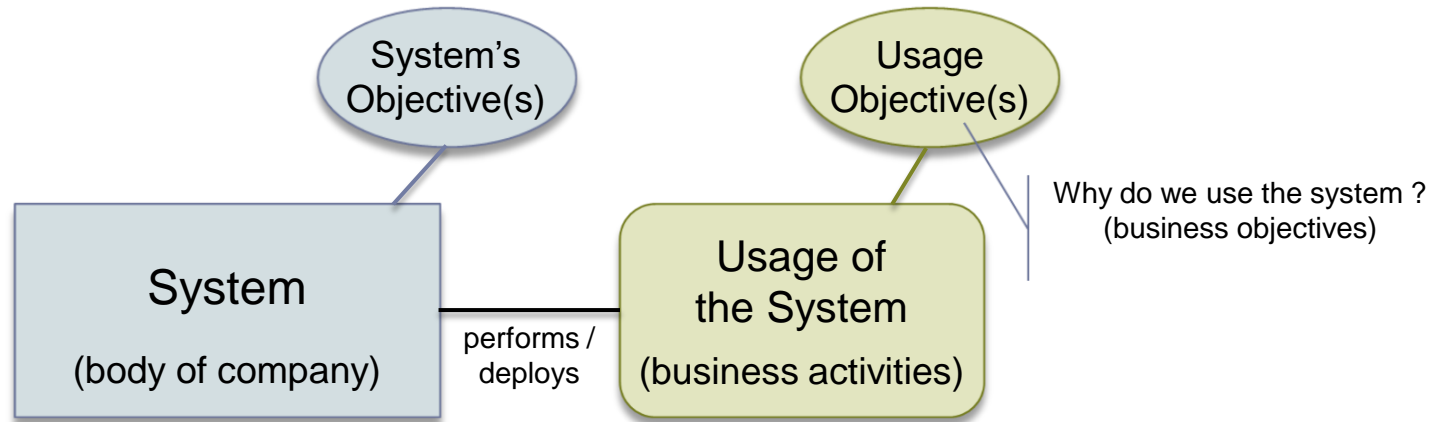 System’s
Objective(s)
Usage
Objective(s)
Why do we use the system ?
(business objectives)
System
(body of company)
performs /
deploys
Usage of
the System
(business activities)